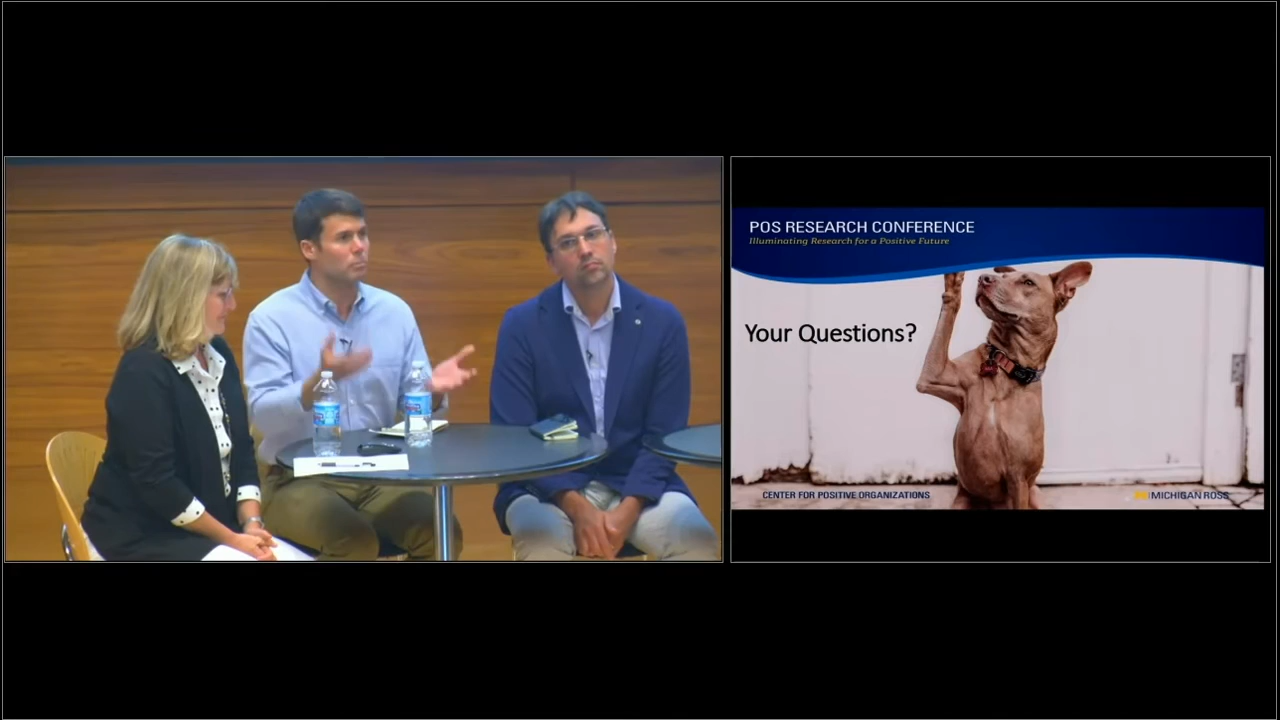 POS RESEARCH CONFERENCE
Illuminating Research for a Positive Future
Your Questions?
CENTER FOR POSITIVE ORGANIZATIONS
MICHIGAN ROSS